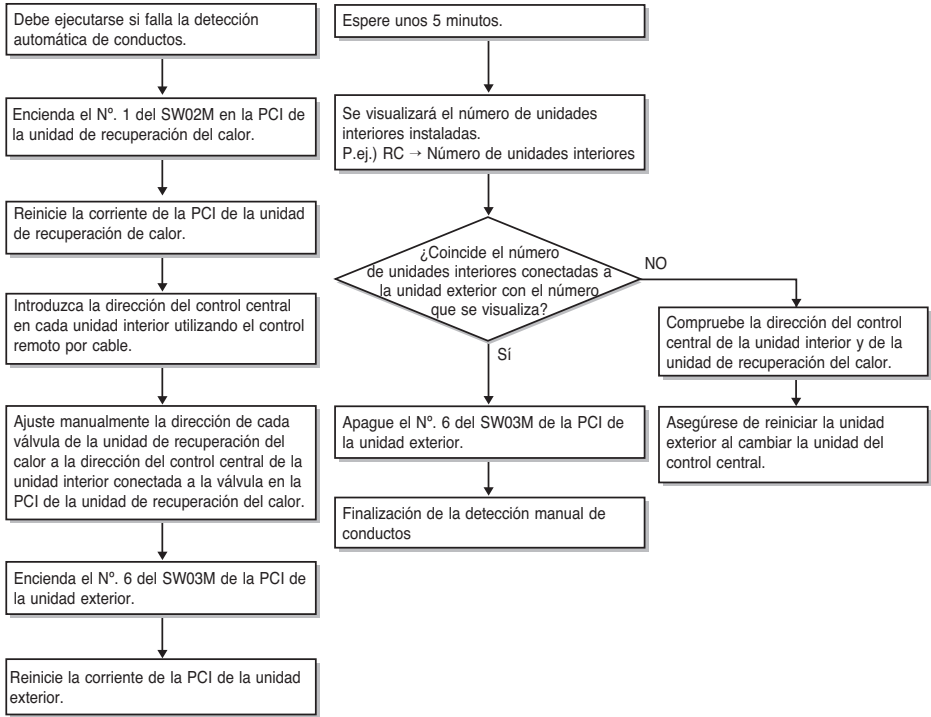 Debe ejecutarse si falla la detección
automática de conductos.
Encienda el Nº. 1 del SW02M en la PCI de
la unidad de recuperación del calor.
Reinicie la corriente de la PCI de la unidad
de recuperación de calor.
Introduzca la dirección del control central
en cada unidad interior utilizando el control
remoto por cable.
Ajuste manualmente la dirección de cada
válvula de la unidad de recuperación del
calor a la dirección del control central de la
unidad interior conectada a la válvula en la
PCI de la unidad de recuperación del calor.
Encienda el Nº. 6 del SW03M de la PCI de
la unidad exterior.
Reinicie la corriente de la PCI de la unidad
exterior.
Espere unos 5 minutos.
Se visualizará el número de unidades
interiores instaladas.
P.ej.) RC → Número de unidades interiores
¿Coincide el número
de unidades interiores conectadas a
la unidad exterior con el número
que se visualiza?
NO
Sí
Apague el Nº. 6 del SW03M de la PCI de
la unidad exterior.
Finalización de la detección manual de
conductos
Compruebe la dirección del control
central de la unidad interior y de la
unidad de recuperación del calor.
Asegúrese de reiniciar la unidad
exterior al cambiar la unidad del
control central.